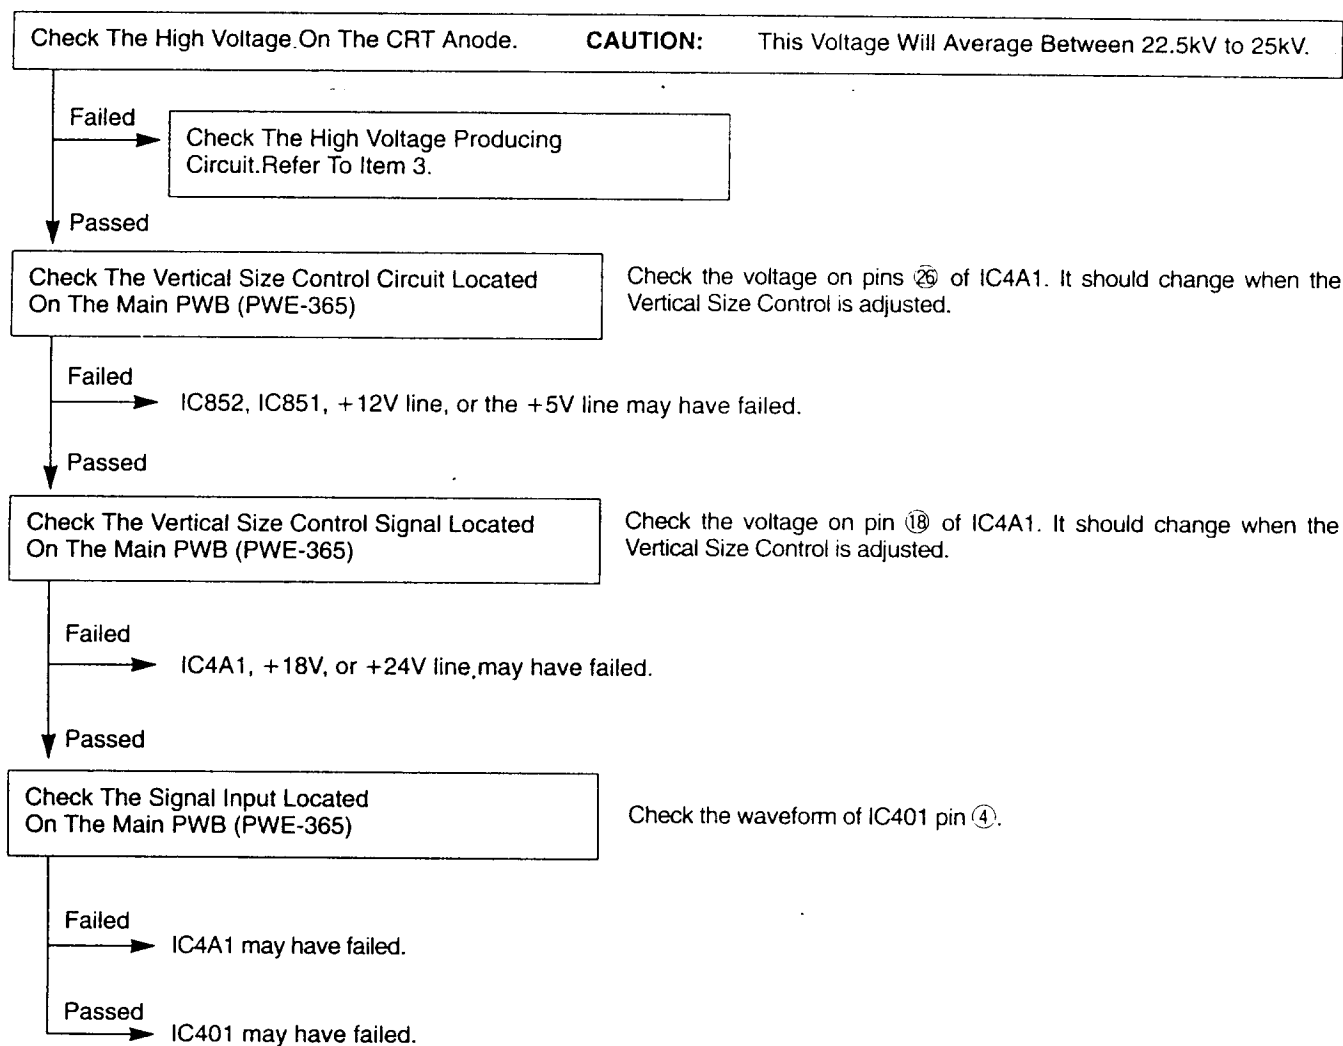 Check The High Voltage.On The CRT Anode. CAUTION: This Voltage Will Average Between 22.5kV to 25kV.
Failed
Check The High Voltage Producing
Circuit.Refer To Item 3.
Passed
Check The Vertical Size Control Circuit Located
On The Main PWB (PWE-365)
Check the voltage on pins ㉖ of IC4A1. It should change when the
Vertical Size Control is adjusted.
Failed
IC852, IC851, +12V line, or the +5V line may have failed.
Passed
Check The Vertical Size Control Signal Located
On The Main PWB (PWE-365)
Check the voltage on pin ⑱ of IC4A1. It should change when the
Vertical Size Control is adjusted.
Failed
IC4A1, +18V, or +24V line may have failed.
Passed
Check The Signal Input Located
On The Main PWB (PWE-365)
Check the waveform of IC401 pin ④.
Failed
IC4A1 may have failed.
Passed
IC401 may have failed.